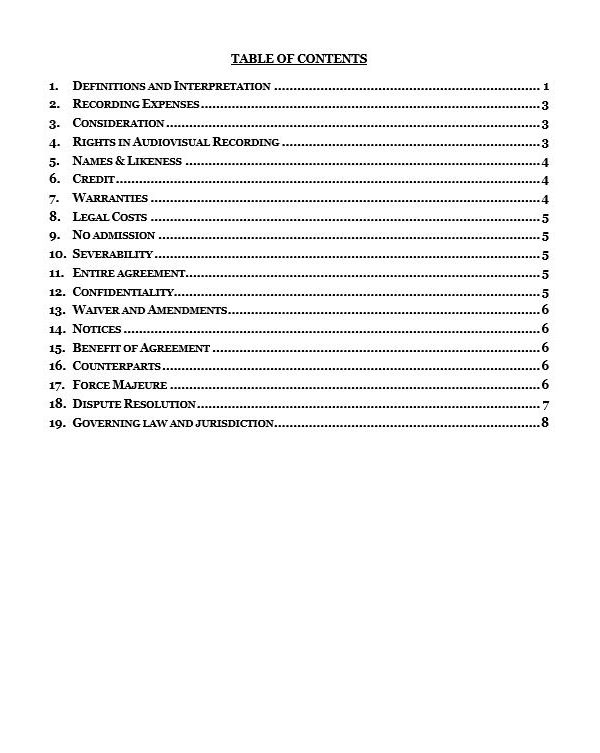 TABLE OF CONTENTS
1. DEFINITIONS AND INTERPRETATION ........................................ 1
2. RECORDING EXPENSES ........................................ 3
3. CONSIDERATION ........................................ 3
4. RIGHTS IN AUDIOVISUAL RECORDING ........................................ 3
5. NAMES & LIKENESS ........................................ 4
6. CREDIT ........................................ 4
7. WARRANTIES ........................................ 4
8. LEGAL COSTS ........................................ 5
9. NO ADMISSION ........................................ 5
10. SEVERABILITY ........................................ 5
11. ENTIRE AGREEMENT ........................................ 5
12. CONFIDENTIALITY ........................................ 5
13. WAIVER AND AMENDMENTS ........................................ 6
14. NOTICES ........................................ 6
15. BENEFIT OF AGREEMENT ........................................ 6
16. COUNTERPARTS ........................................ 6
17. FORCE MAJEURE ........................................ 6
18. DISPUTE RESOLUTION ........................................ 7
19. GOVERNING LAW AND JURISDICTION ........................................ 8